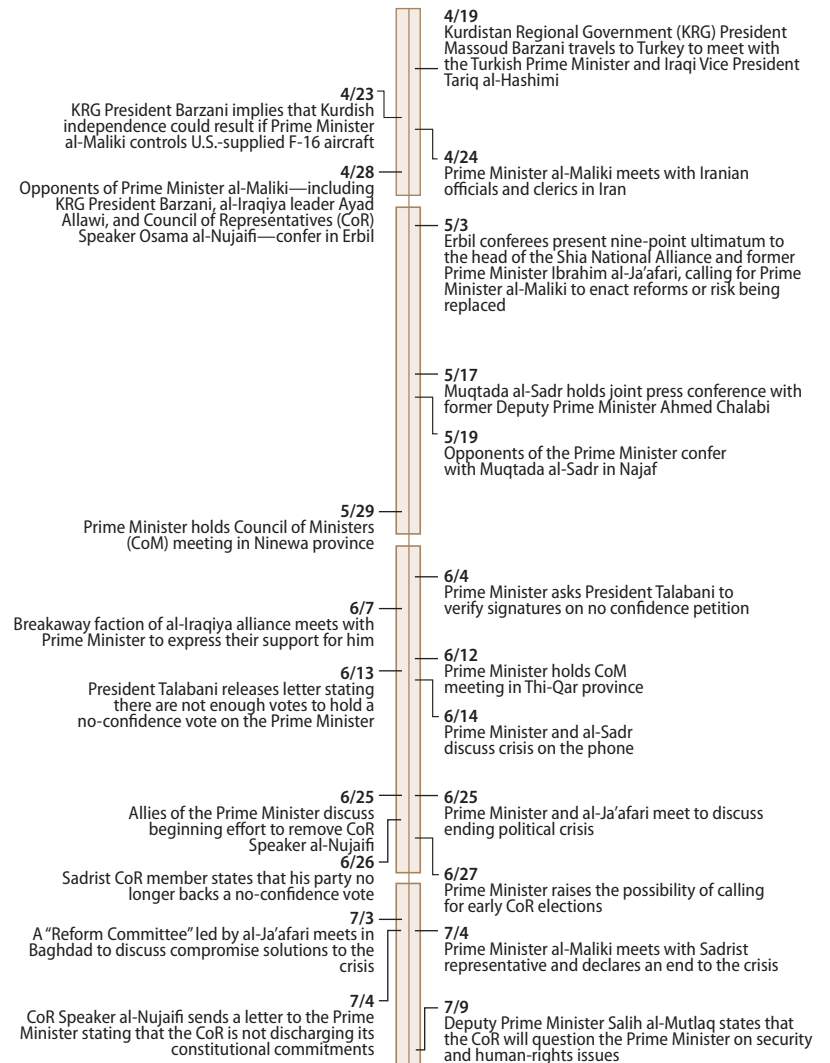 4/19
Kurdistan Regional Government (KRG) President
Massoud Barzani travels to Turkey to meet with
the Turkish Prime Minister and Iraqi Vice President
Tariq al-Hashimi
4/23
KRG President Barzani implies that Kurdish
independence could result if Prime Minister
al-Maliki controls U.S.-supplied F-16 aircraft
4/24
Prime Minister al-Maliki meets with Iranian
officials and clerics in Iran
4/28
Opponents of Prime Minister al-Maliki—including
KRG President Barzani, al-Iraqiya leader Ayad
Allawi, and Council of Representatives (CoR)
Speaker Osama al-Nujaifi—confer in Erbil
5/3
Erbil conferees present nine-point ultimatum to
the head of the Shia National Alliance and former
Prime Minister Ibrahim al-Ja'afari, calling for Prime
Minister al-Maliki to enact reforms or risk being
replaced
5/17
Muqtada al-Sadr holds joint press conference with
former Deputy Prime Minister Ahmed Chalabi
5/19
Opponents of the Prime Minister confer
with Muqtada al-Sadr in Najaf
5/29
Prime Minister holds Council of Ministers
(CoM) meeting in Ninewa province
6/4
Prime Minister asks President Talabani to
verify signatures on no confidence petition
6/7
Breakaway faction of al-Iraqiya alliance meets with
Prime Minister to express their support for him
6/12
Prime Minister holds CoM
meeting in Thi-Qar province
6/13
President Talabani releases letter stating
there are not enough votes to hold a
no-confidence vote on the Prime Minister
6/14
Prime Minister and al-Sadr
discuss crisis on the phone
6/25
Allies of the Prime Minister discuss
beginning effort to remove CoR
Speaker al-Nujaifi
6/25
Prime Minister and al-Ja'afari meet to discuss
ending political crisis
6/26
Sadrist CoR member states that his party no
longer backs a no-confidence vote
6/27
Prime Minister raises the possibility of calling
for early CoR elections
7/3
A "Reform Committee" led by al-Ja'afari meets in
Baghdad to discuss compromise solutions to the
crisis
7/4
Prime Minister al-Maliki meets with Sadrist
representative and declares an end to the crisis
7/4
CoR Speaker al-Nujaifi sends a letter to the Prime
Minister stating that the CoR is not discharging its
constitutional commitments
7/9
Deputy Prime Minister Salih al-Mutlaq states that
the CoR will question the Prime Minister on security
and human-rights issues